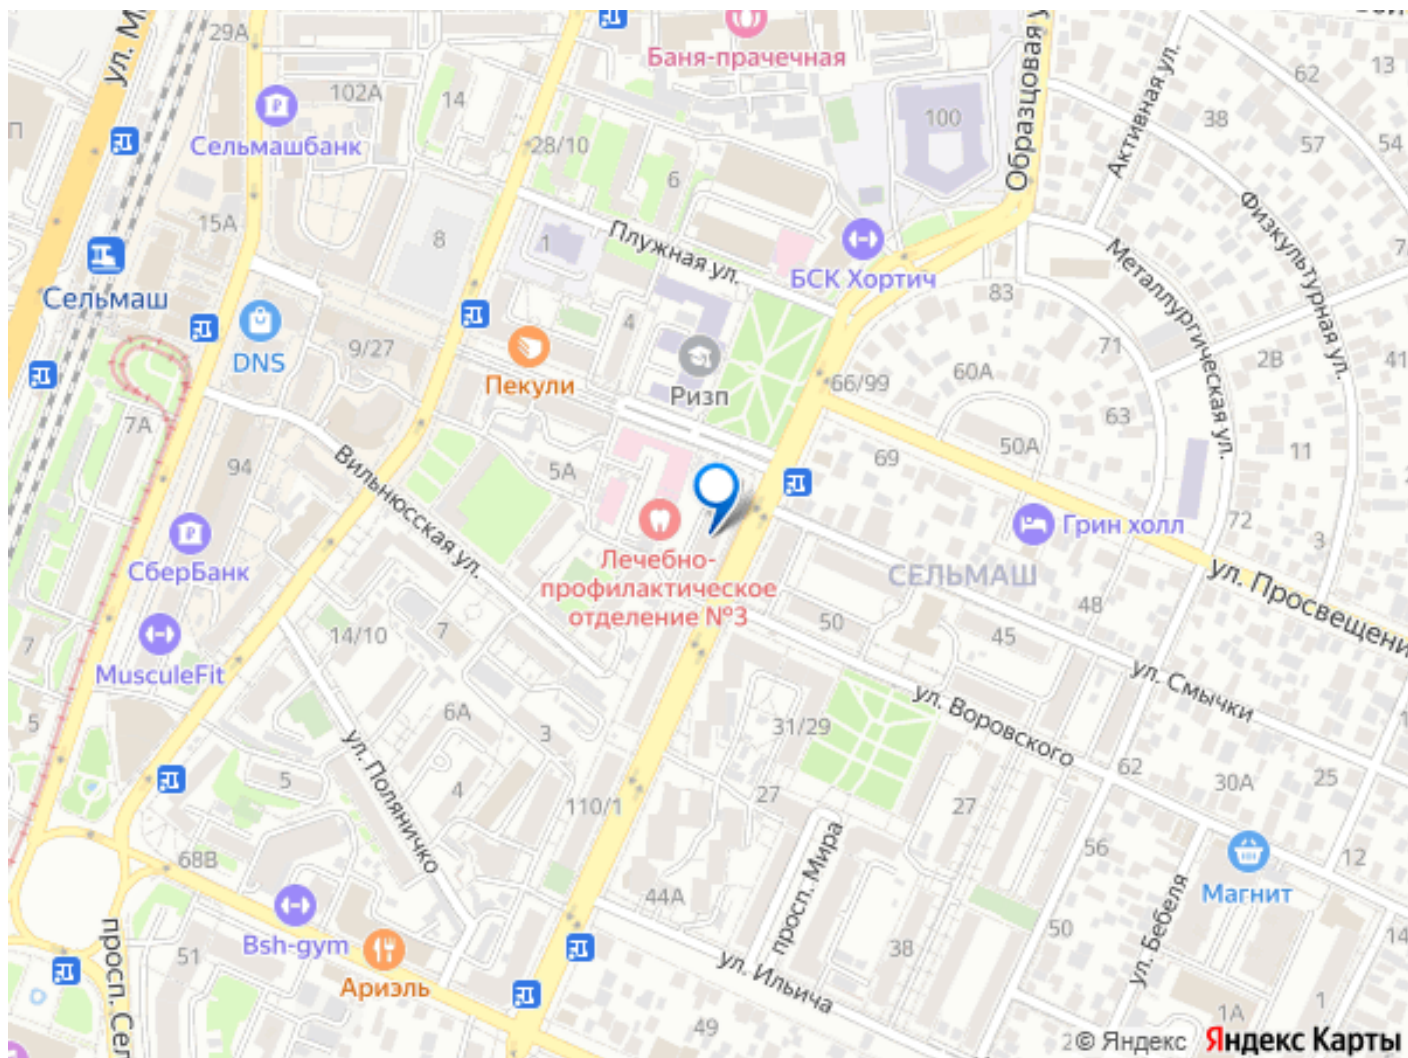 29А
ул. М
102А
14
Сельмашбанк
Баня-прачечная
28/10
6
100
Образцовая у
Активная ул.
62
13
38
57
54
15А
8
1
Плужная ул.
БСК Хортич
Физкультурная ул.
Металлургическая ул.
Сельмаш
DNS
9/27
Пекули
4
Ризп
83
71
66/99
60А
2В
41
7А
94
Вильнюсская ул.
5А
69
50А
63
11
СберБанк
Лечебно-
профилактическое
отделение №3
Грин холл
72
3
СЕЛЬМАШ
ул. Просвещени
7
MusculeFit
14/10
7
50
45
48
ул. Смычки
5
6А
3
ул. Воровского
31/29
ул. Поляничко
5
4
110/1
27
27
62
30А
25
68В
44А
просп. Мира
56
12
Магнит
Bsh-gym
Ариэль
51
просп. Сел
38
50
ул. Бебеля
14
ул. Ильича
49
1А
1
© Яндекс Яндекс Карты